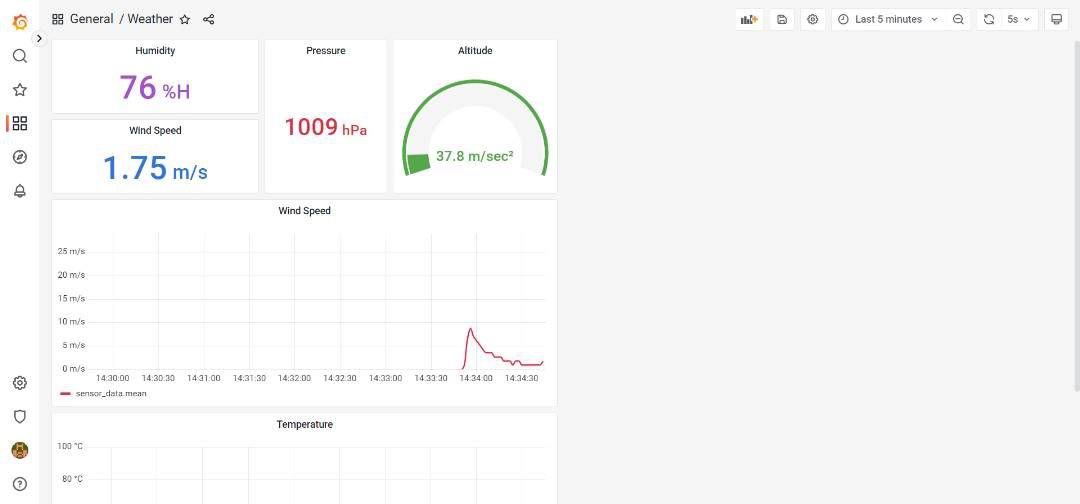 General / Weather
Last 5 minutes
5s
Humidity
76 %H
Wind Speed
1.75 m/s
Pressure
1009 hPa
Altitude
37.8 m/sec²
Wind Speed
25 m/s
20 m/s
15 m/s
10 m/s
5 m/s
0 m/s
14:30:00 14:30:30 14:31:00 14:31:30 14:32:00 14:32:30 14:33:00 14:33:30 14:34:00 14:34:30
sensor_data.mean
Temperature
100 °C
80 °C